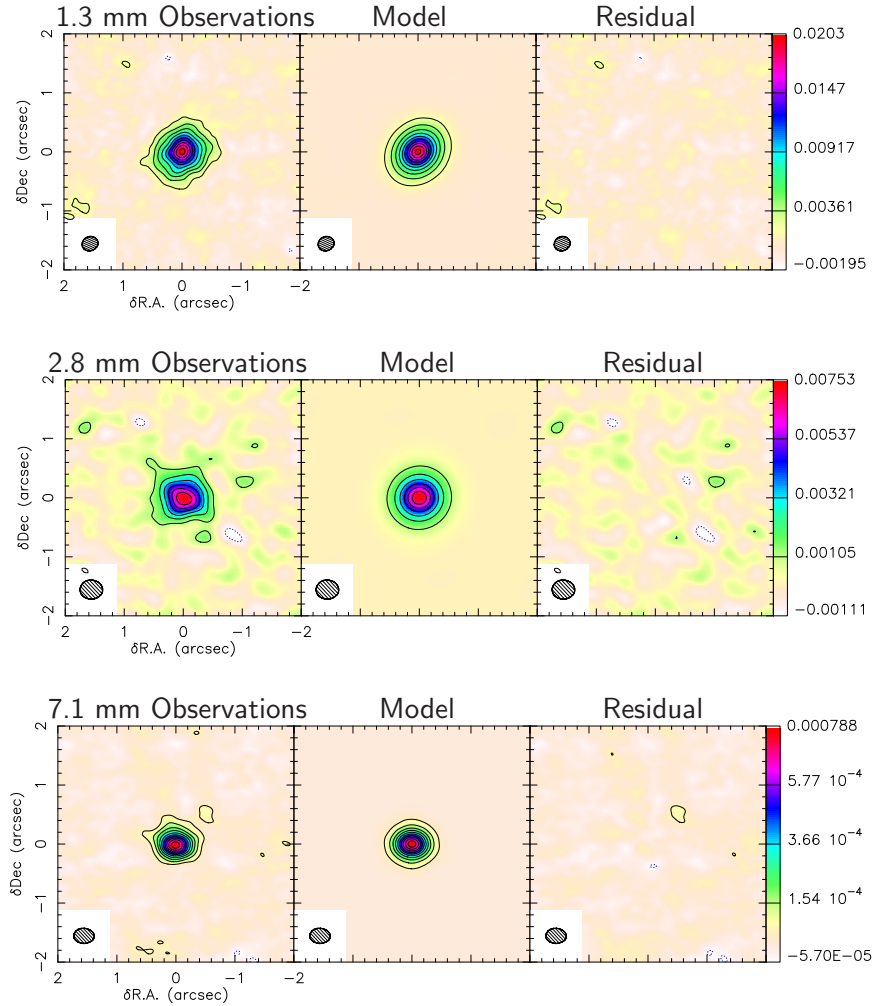 1.3 mm Observations Model Residual
2
1
0
−1
−2
δDec (arcsec)
2 1 0 −1 −2
δR.A. (arcsec)
0.0203
0.0147
0.00917
0.00361
−0.00195
2.8 mm Observations Model Residual
2
1
0
−1
−2
δDec (arcsec)
2 1 0 −1 −2
δR.A. (arcsec)
0.00753
0.00537
0.00321
0.00105
−0.00111
7.1 mm Observations Model Residual
2
1
0
−1
−2
δDec (arcsec)
2 1 0 −1 −2
δR.A. (arcsec)
0.000788
5.77 10⁻⁴
3.66 10⁻⁴
1.54 10⁻⁴
−5.70E−05